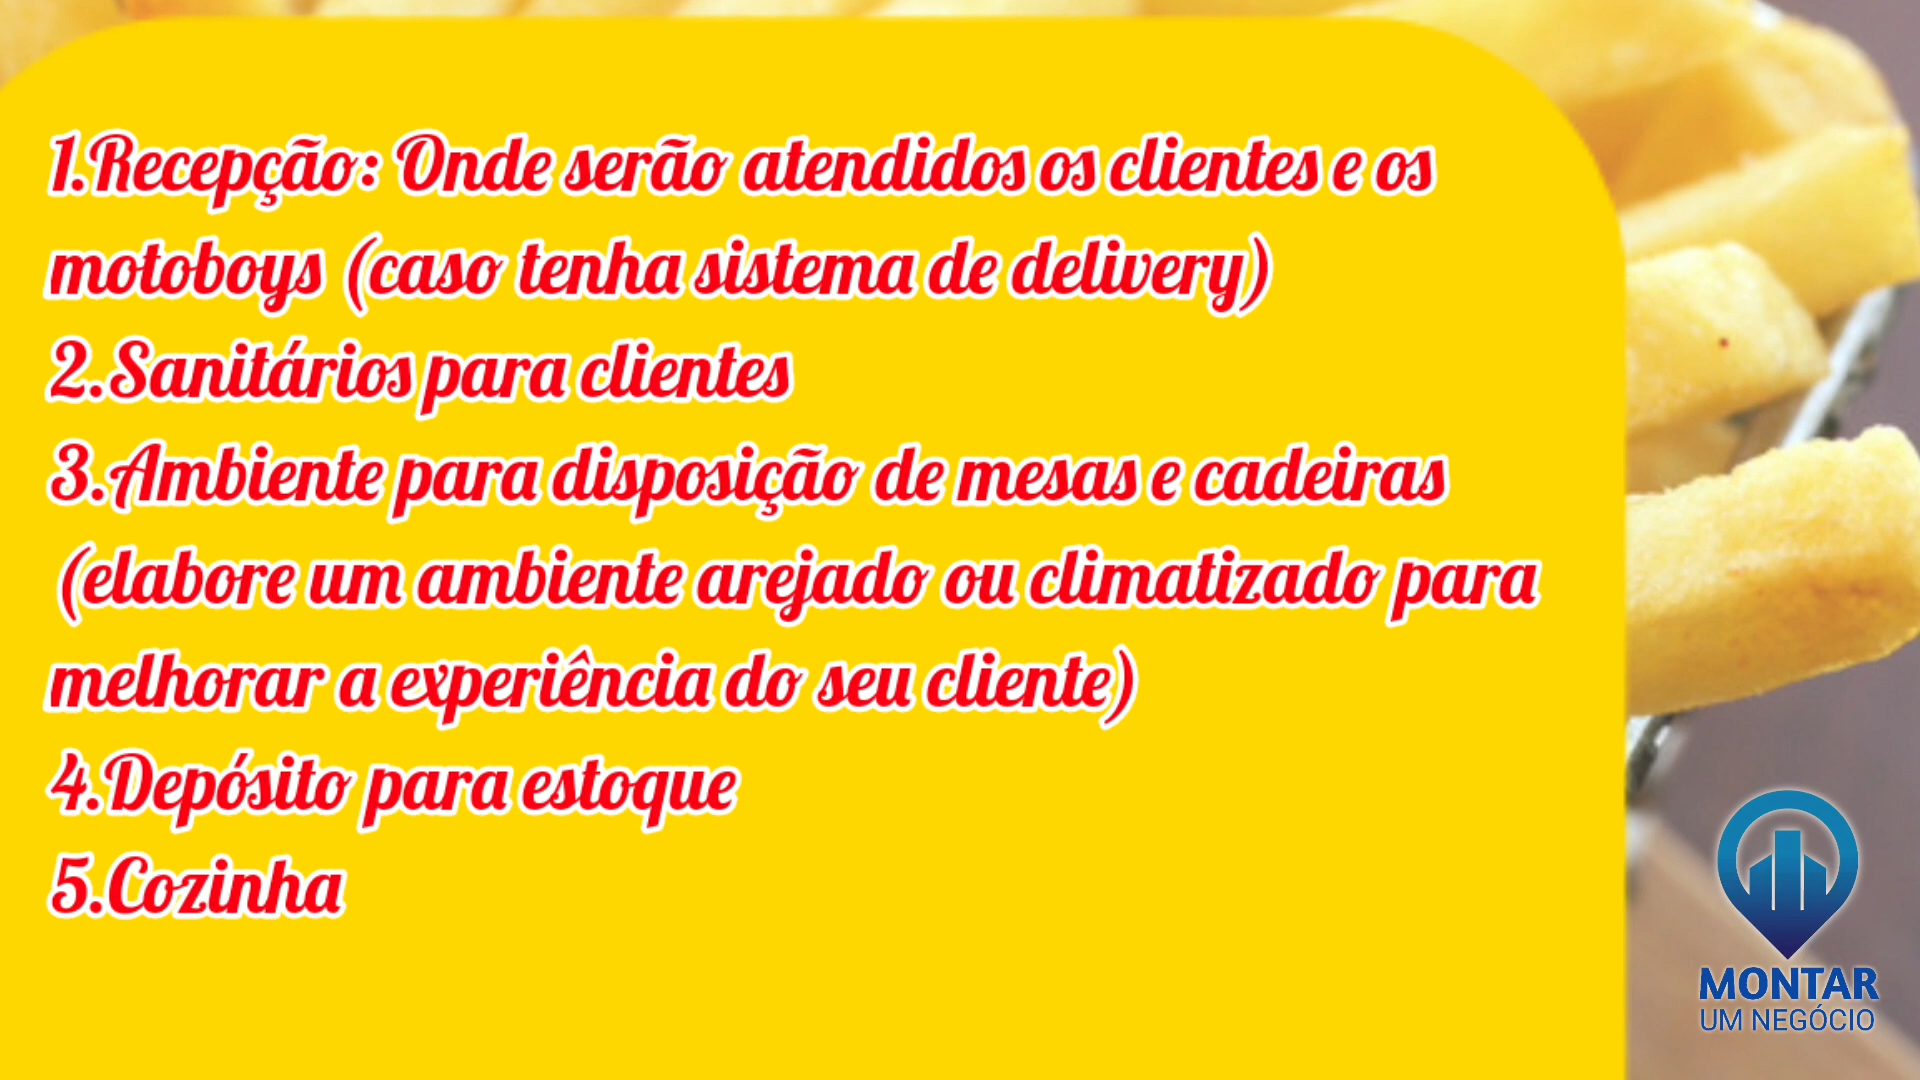 1.Recepção: Onde serão atendidos os clientes e os
motoboys (caso tenha sistema de delivery)
2.Sanitários para clientes
3.Ambiente para disposição de mesas e cadeiras
(elabore um ambiente arejado ou climatizado para
melhorar a experiência do seu cliente)
4.Depósito para estoque
5.Cozinha
MONTAR
UM NEGÓCIO